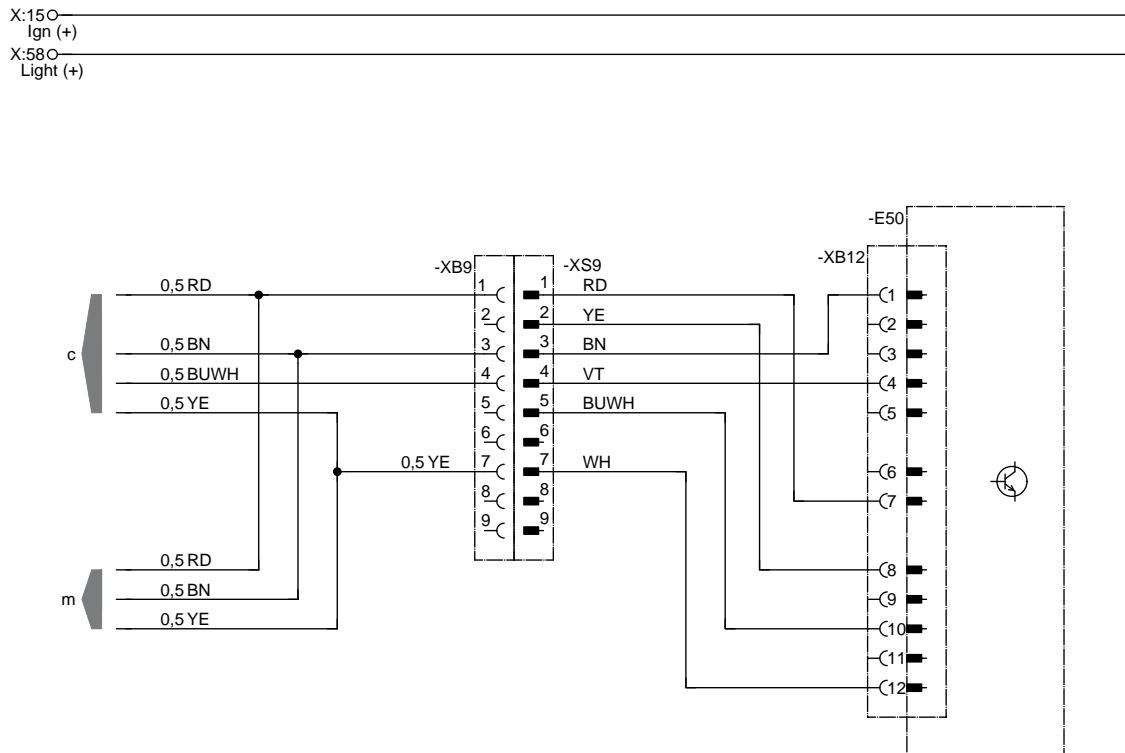 X:15
Ign (+)
X:58
Light (+)
-E50
-XB12
-XB9
-XS9
0,5 RD
1
1
RD
1
2
2
YE
2
c
0,5 BN
3
3
BN
3
0,5 BUWH
4
4
VT
4
0,5 YE
5
5
BUWH
5
6
6
0,5 YE
7
7
WH
6
8
8
7
9
9
0,5 RD
8
m
0,5 BN
9
0,5 YE
10
11
12